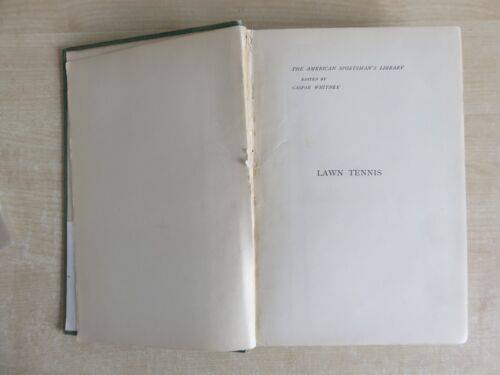 THE AMERICAN SPORTSMAN'S LIBRARY
EDITED BY
CASPAR WHITNEY
LAWN TENNIS